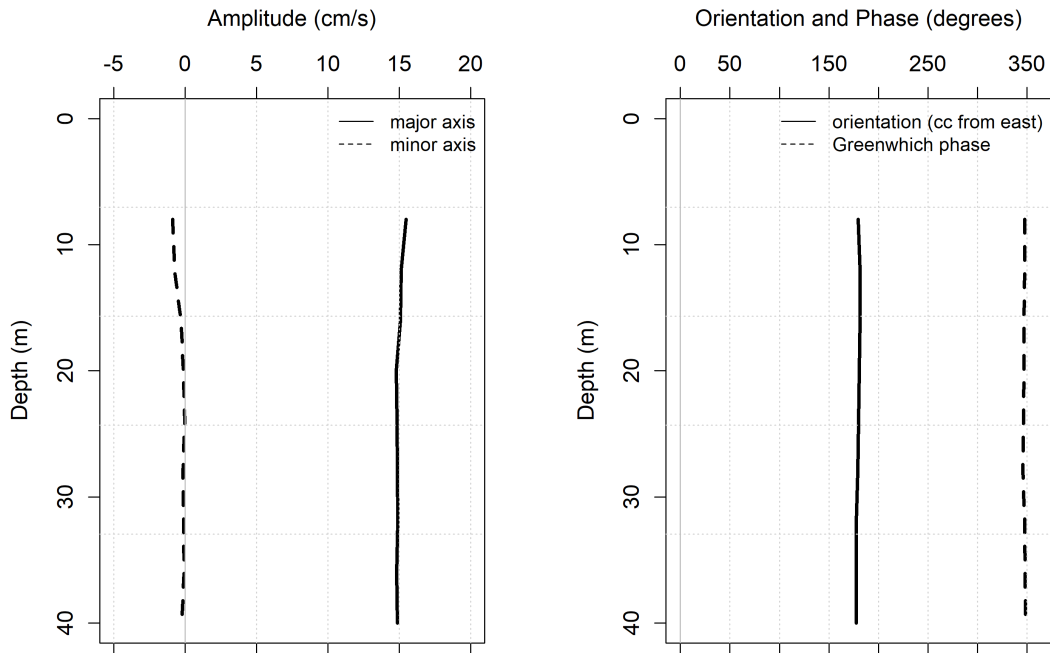 Amplitude (cm/s)
-5 0 5 10 15 20
major axis
minor axis
0
10
20
30
40
Depth (m)
Orientation and Phase (degrees)
0 50 150 250 350
orientation (cc from east)
Greenwhich phase
0
10
20
30
40
Depth (m)